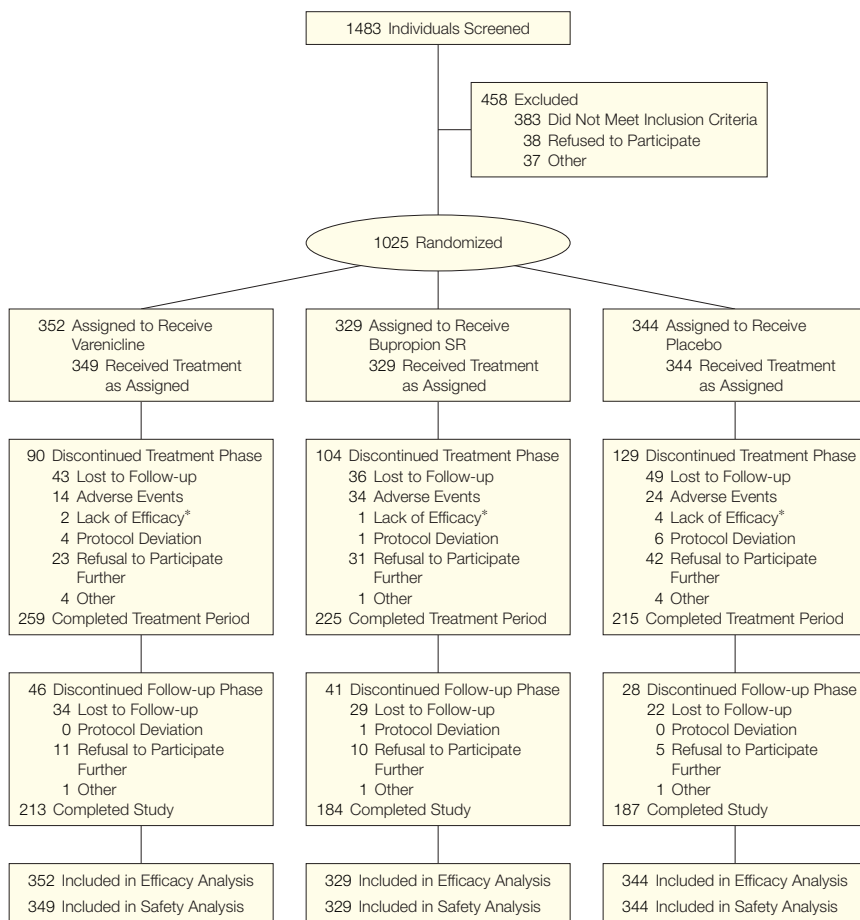 1483 Individuals Screened
458 Excluded
383 Did Not Meet Inclusion Criteria
38 Refused to Participate
37 Other
1025 Randomized
352 Assigned to Receive
Varenicline
349 Received Treatment
as Assigned
329 Assigned to Receive
Bupropion SR
329 Received Treatment
as Assigned
344 Assigned to Receive
Placebo
344 Received Treatment
as Assigned
90 Discontinued Treatment Phase
43 Lost to Follow-up
14 Adverse Events
2 Lack of Efficacy*
4 Protocol Deviation
23 Refusal to Participate
Further
4 Other
259 Completed Treatment Period
104 Discontinued Treatment Phase
36 Lost to Follow-up
34 Adverse Events
1 Lack of Efficacy*
1 Protocol Deviation
31 Refusal to Participate
Further
1 Other
225 Completed Treatment Period
129 Discontinued Treatment Phase
49 Lost to Follow-up
24 Adverse Events
4 Lack of Efficacy*
6 Protocol Deviation
42 Refusal to Participate
Further
4 Other
215 Completed Treatment Period
46 Discontinued Follow-up Phase
34 Lost to Follow-up
0 Protocol Deviation
11 Refusal to Participate
Further
1 Other
213 Completed Study
41 Discontinued Follow-up Phase
29 Lost to Follow-up
1 Protocol Deviation
10 Refusal to Participate
Further
1 Other
184 Completed Study
28 Discontinued Follow-up Phase
22 Lost to Follow-up
0 Protocol Deviation
5 Refusal to Participate
Further
1 Other
187 Completed Study
352 Included in Efficacy Analysis
349 Included in Safety Analysis
329 Included in Efficacy Analysis
329 Included in Safety Analysis
344 Included in Efficacy Analysis
344 Included in Safety Analysis